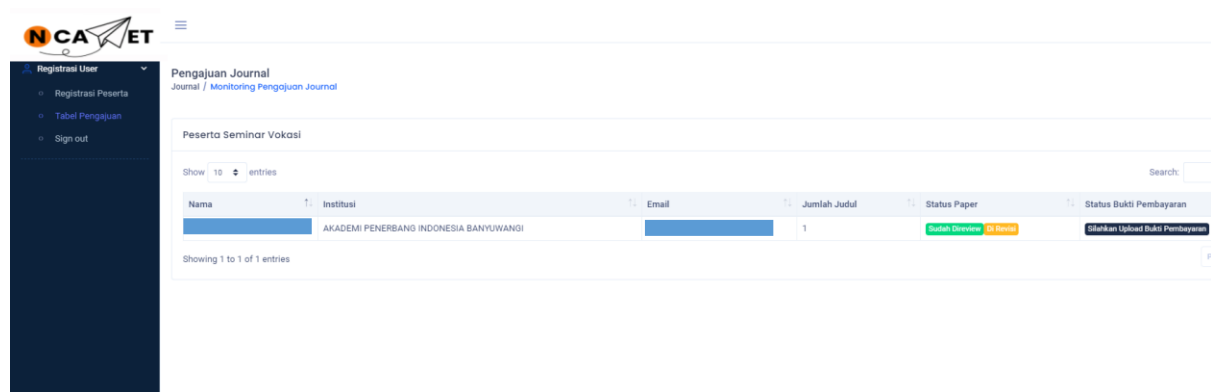 NCAVET
Registrasi User
Registrasi Peserta
Tabel Pengajuan
Sign out
Pengajuan Journal
Journal / Monitoring Pengajuan Journal
Peserta Seminar Vokasi
Show 10 entries
Search:
Nama Institusi Email Jumlah Judul Status Paper Status Bukti Pembayaran
AKADEMI PENERBANG INDONESIA BANYUWANGI 1 Sudah Direview Di Revisi Silahkan Upload Bukti Pembayaran
Showing 1 to 1 of 1 entries